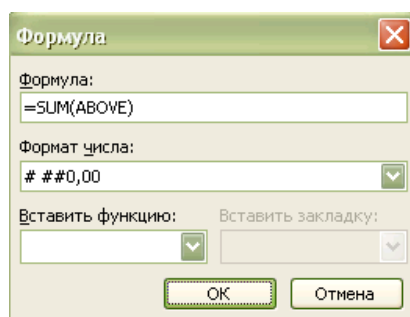 Формула
Формула:
=SUM(ABOVE)
Формат числа:
# ##0,00
Вставить функцию: Вставить закладку:
ОК Отмена